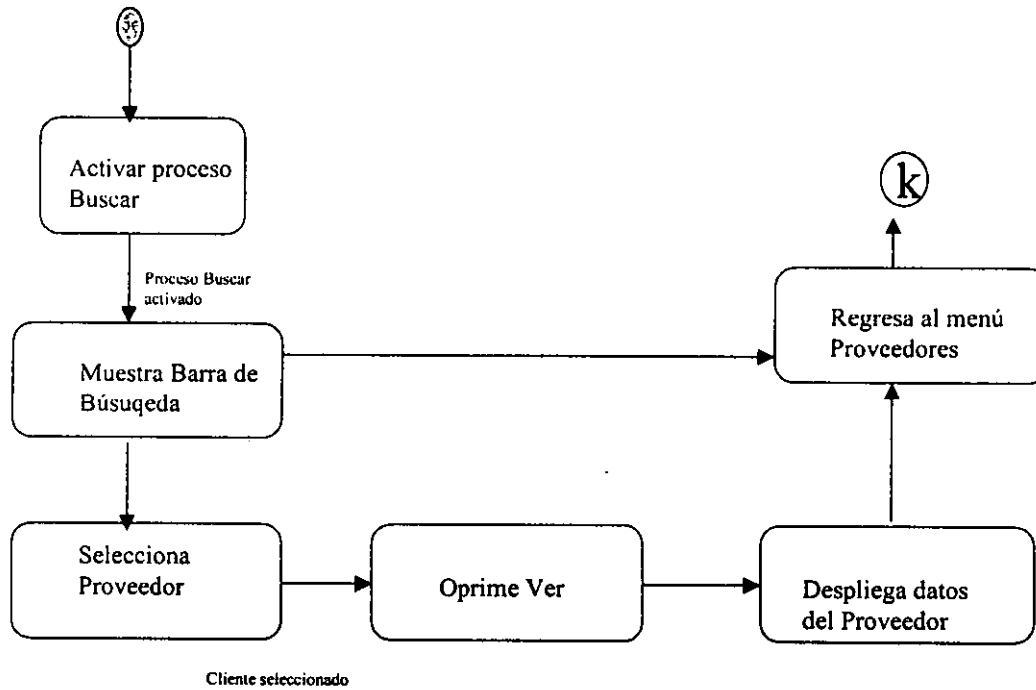 Activar proceso
Buscar
Proceso Buscar
activado
Muestra Barra de
Búsuqeda
k
Regresa al menú
Proveedores
Selecciona
Proveedor
Oprime Ver
Despliega datos
del Proveedor
Cliente seleccionado